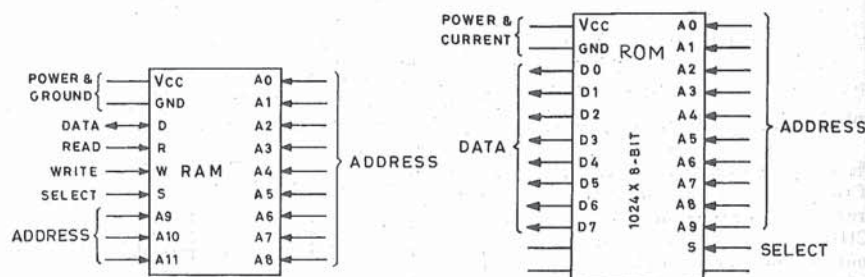 POWER &
GROUND
DATA
READ
WRITE
SELECT
ADDRESS
VCC
GND
D
R
W
S
A9
A10
A11
RAM
A0
A1
A2
A3
A4
A5
A6
A7
A8
ADDRESS
POWER &
CURRENT
DATA
VCC
GND
D0
D1
D2
D3
D4
D5
D6
D7
ROM
1024 X 8-BIT
A0
A1
A2
A3
A4
A5
A6
A7
A8
A9
S
ADDRESS
SELECT